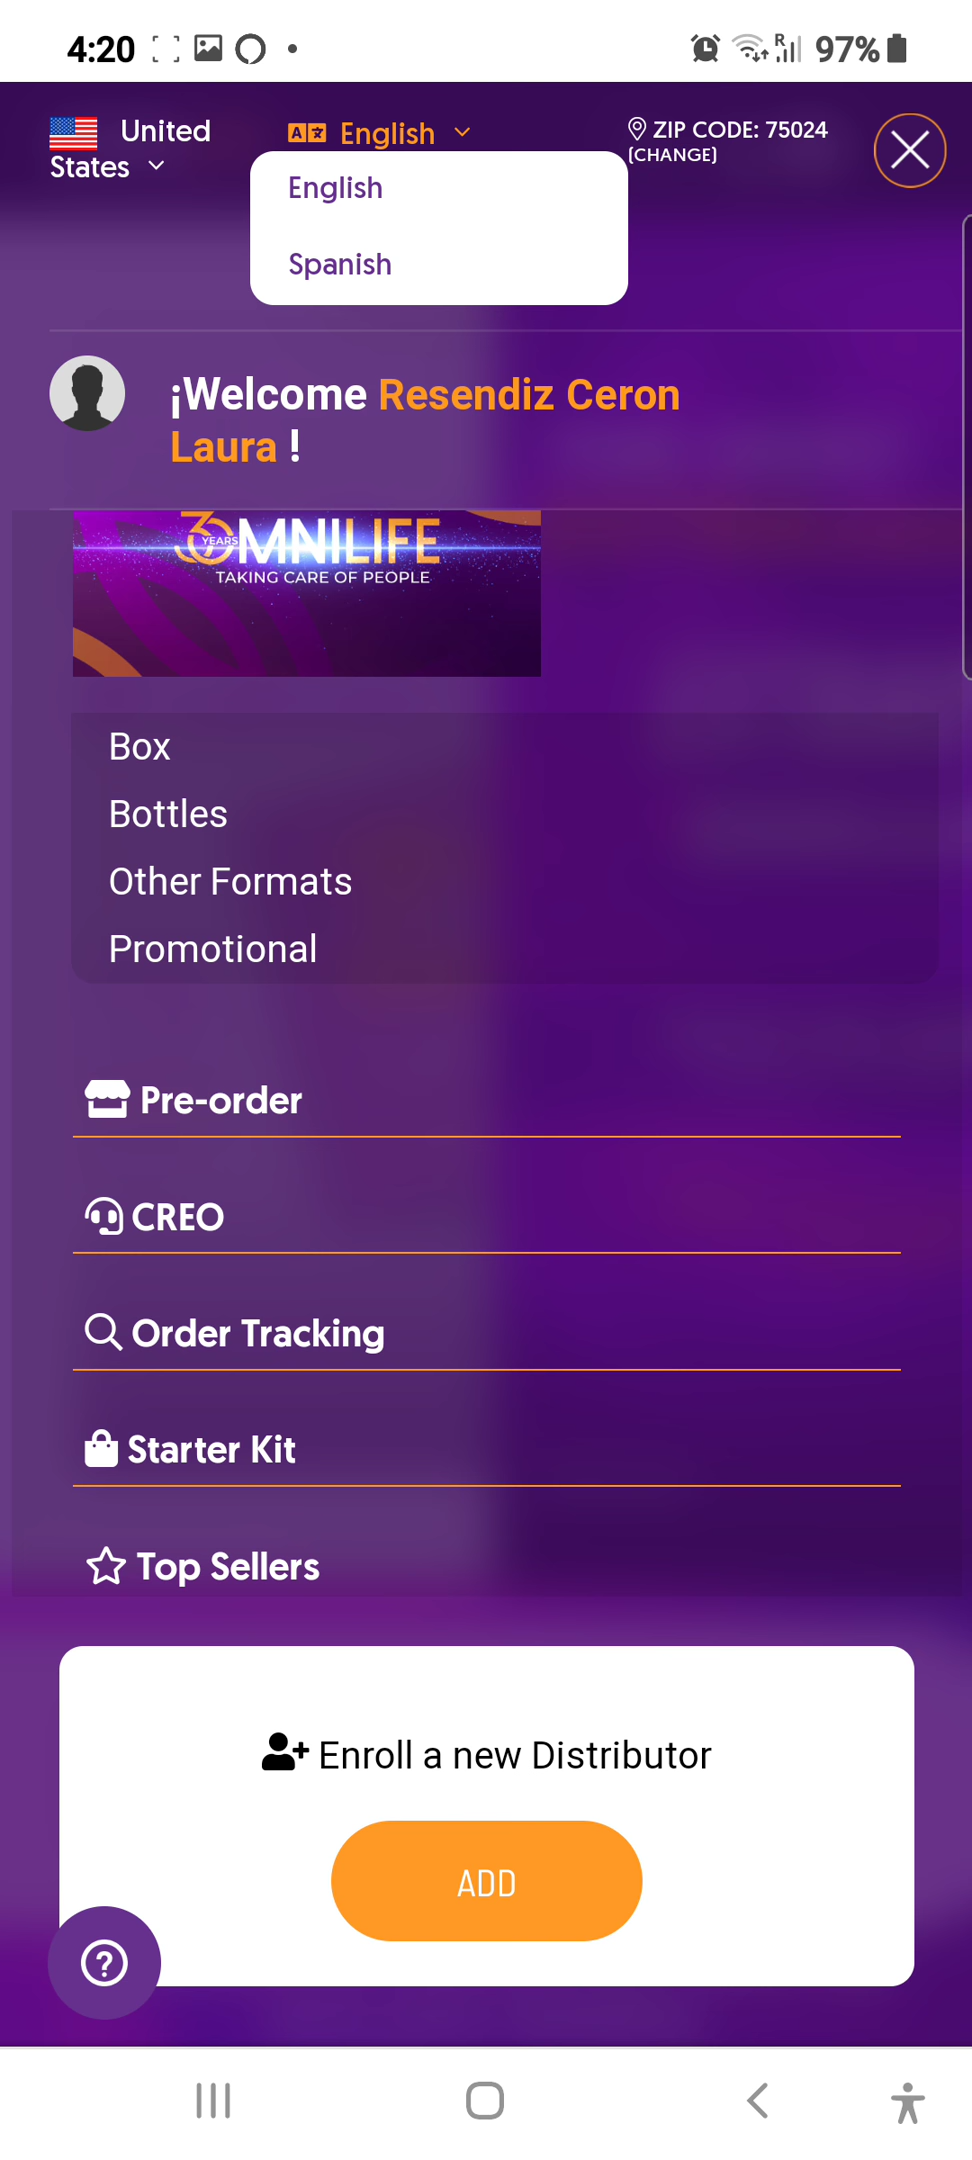 4:20
R
97%
United
States
English
ZIP CODE: 75024
(CHANGE)
English
Spanish
¡Welcome Resendiz Ceron
Laura !
30 YEARS OMNILIFE
TAKING CARE OF PEOPLE
Box
Bottles
Other Formats
Promotional
Pre-order
CREO
Order Tracking
Starter Kit
Top Sellers
Enroll a new Distributor
ADD